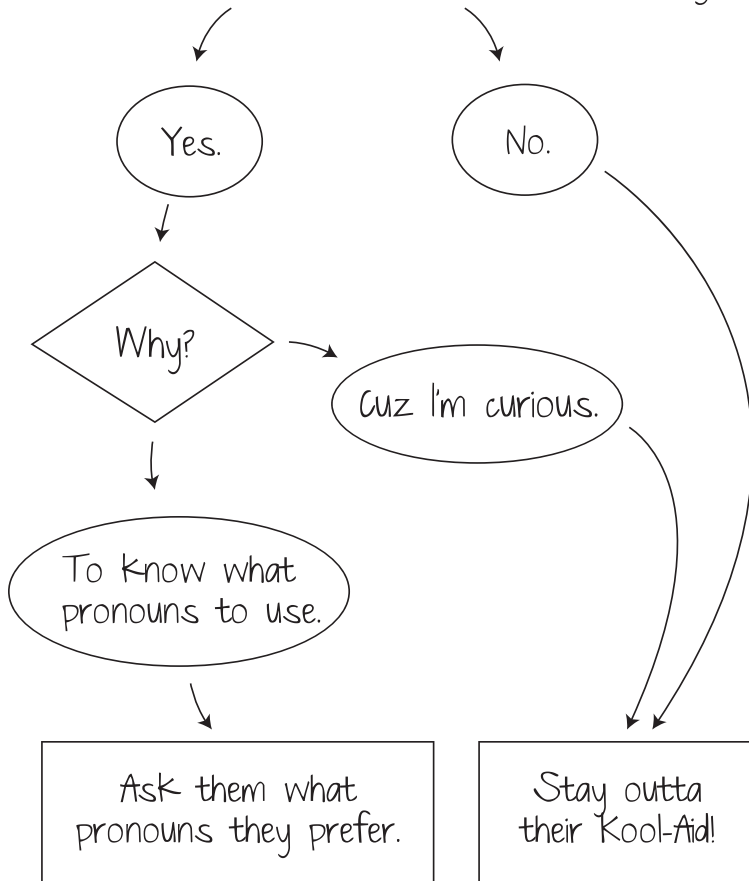 Yes.
No.
Why?
Cuz I'm curious.
To know what
pronouns to use.
Ask them what
pronouns they prefer.
Stay outta
their Kool-Aid!